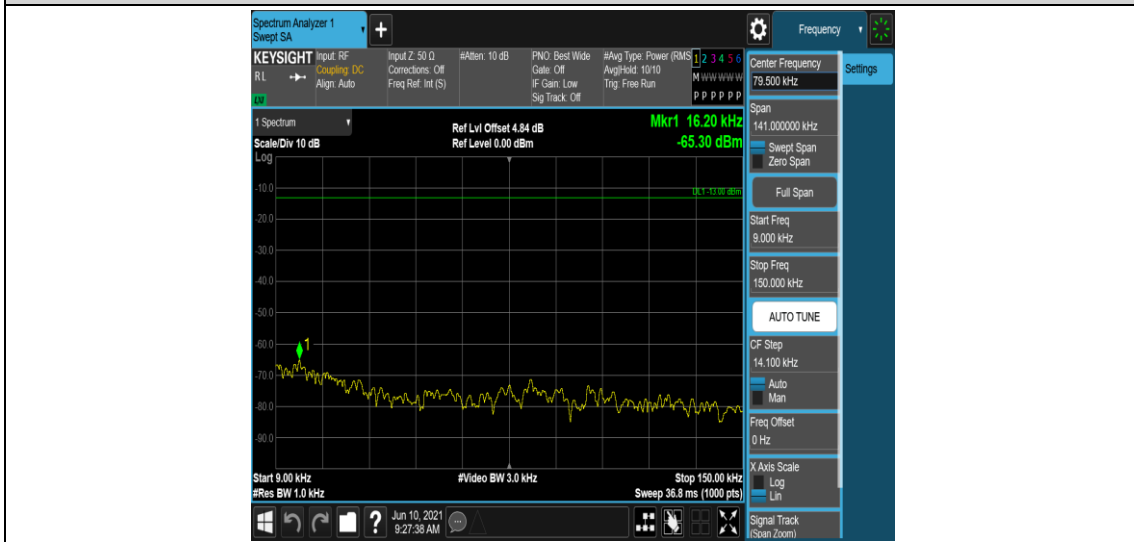 Spectrum Analyzer 1
Swept SA
+
Frequency
KEYSIGHT
RL
Input: RF
Coupling: DC
Align: Auto
Input Z: 50 Ω
Corrections: Off
Freq Ref: Int (S)
#Atten: 10 dB
PNO: Best Wide
Gate: Off
IF Gain: Low
Sig Track: Off
#Avg Type: Power (RMS
Avg|Hold: 10/10
Trig: Free Run
1 2 3 4 5 6
M W W W W W
P P P P P P
1 Spectrum
Scale/Div 10 dB
Log
Ref Lvl Offset 4.84 dB
Ref Level 0.00 dBm
Mkr1 16.20 kHz
-65.30 dBm
DL1 -13.00 dBm
-10.0
-20.0
-30.0
-40.0
-50.0
-60.0
-70.0
-80.0
-90.0
1
Start 9.00 kHz
#Res BW 1.0 kHz
#Video BW 3.0 kHz
Stop 150.00 kHz
Sweep 36.8 ms (1000 pts)
Jun 10, 2021
9:27:38 AM
Center Frequency
79.500 kHz
Settings
Span
141.000000 kHz
Swept Span
Zero Span
Full Span
Start Freq
9.000 kHz
Stop Freq
150.000 kHz
AUTO TUNE
CF Step
14.100 kHz
Auto
Man
Freq Offset
0 Hz
X Axis Scale
Log
Lin
Signal Track
(Span Zoom)